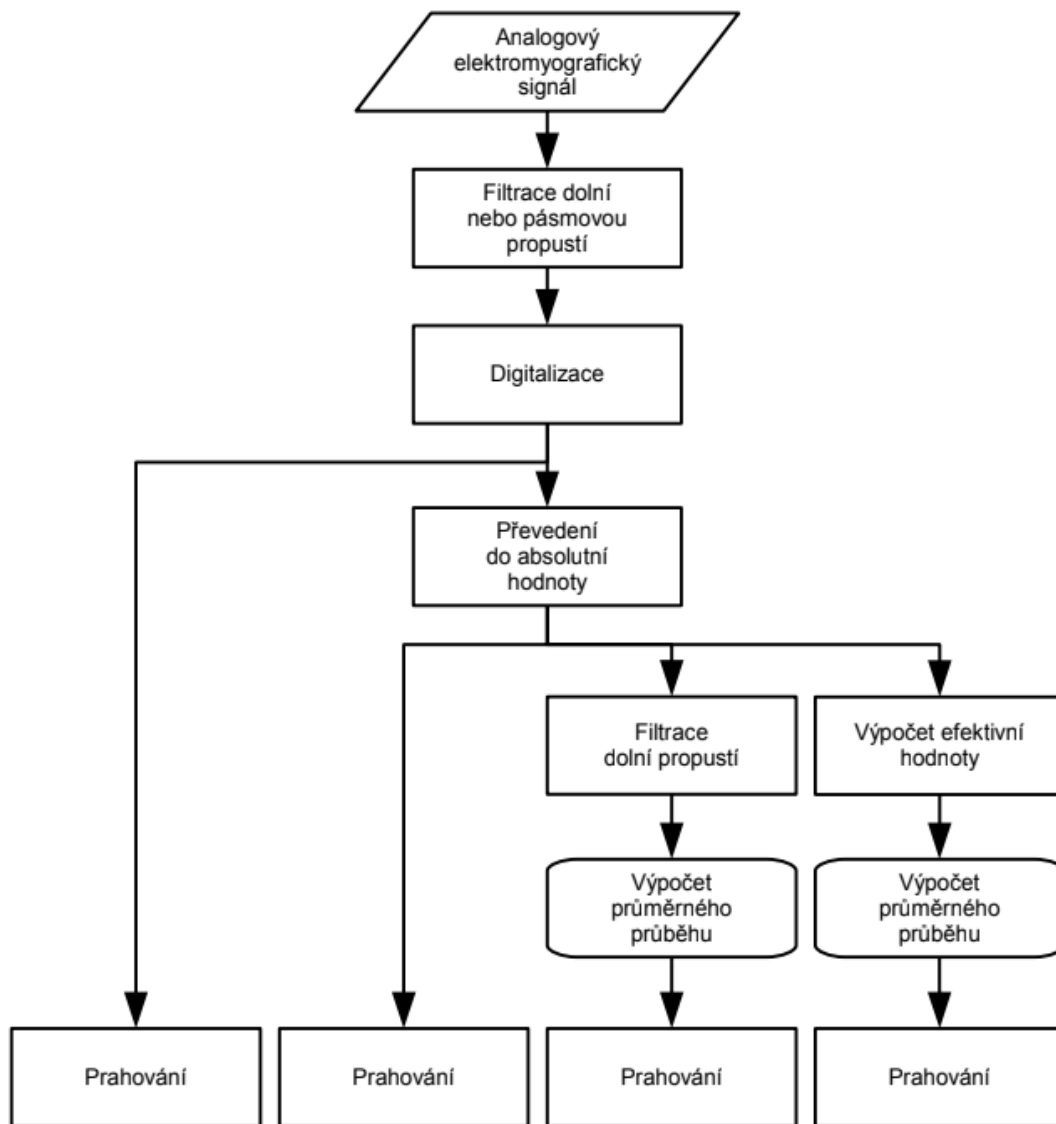 Analogový
elektromyografický
signál
Filtrace dolní
nebo pásmovou
propustí
Digitalizace
Převedení
do absolutní
hodnoty
Filtrace
dolní propustí
Výpočet efektivní
hodnoty
Výpočet
průměrného
průběhu
Výpočet
průměrného
průběhu
Prahování
Prahování
Prahování
Prahování